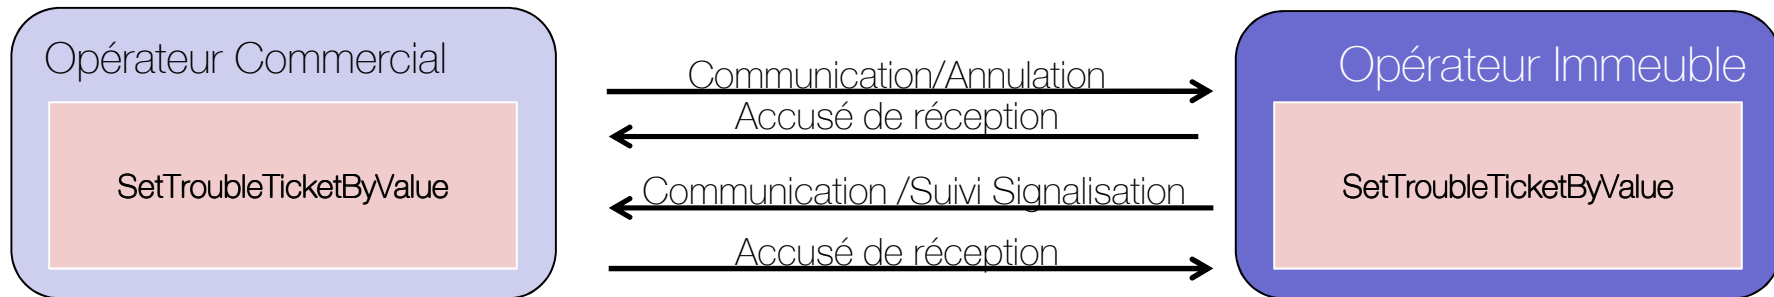 Opérateur Commercial
SetTroubleTicketByValue
Communication/Annulation
Accusé de réception
Communication /Suivi Signalisation
Accusé de réception
Opérateur Immeuble
SetTroubleTicketByValue